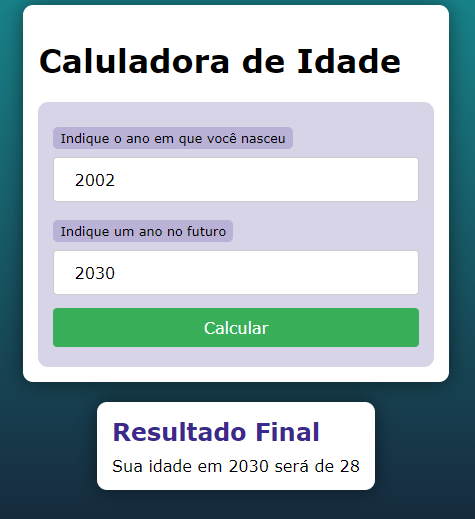 Caluladora de Idade
Indique o ano em que você nasceu
2002
Indique um ano no futuro
2030
Calcular
Resultado Final
Sua idade em 2030 será de 28